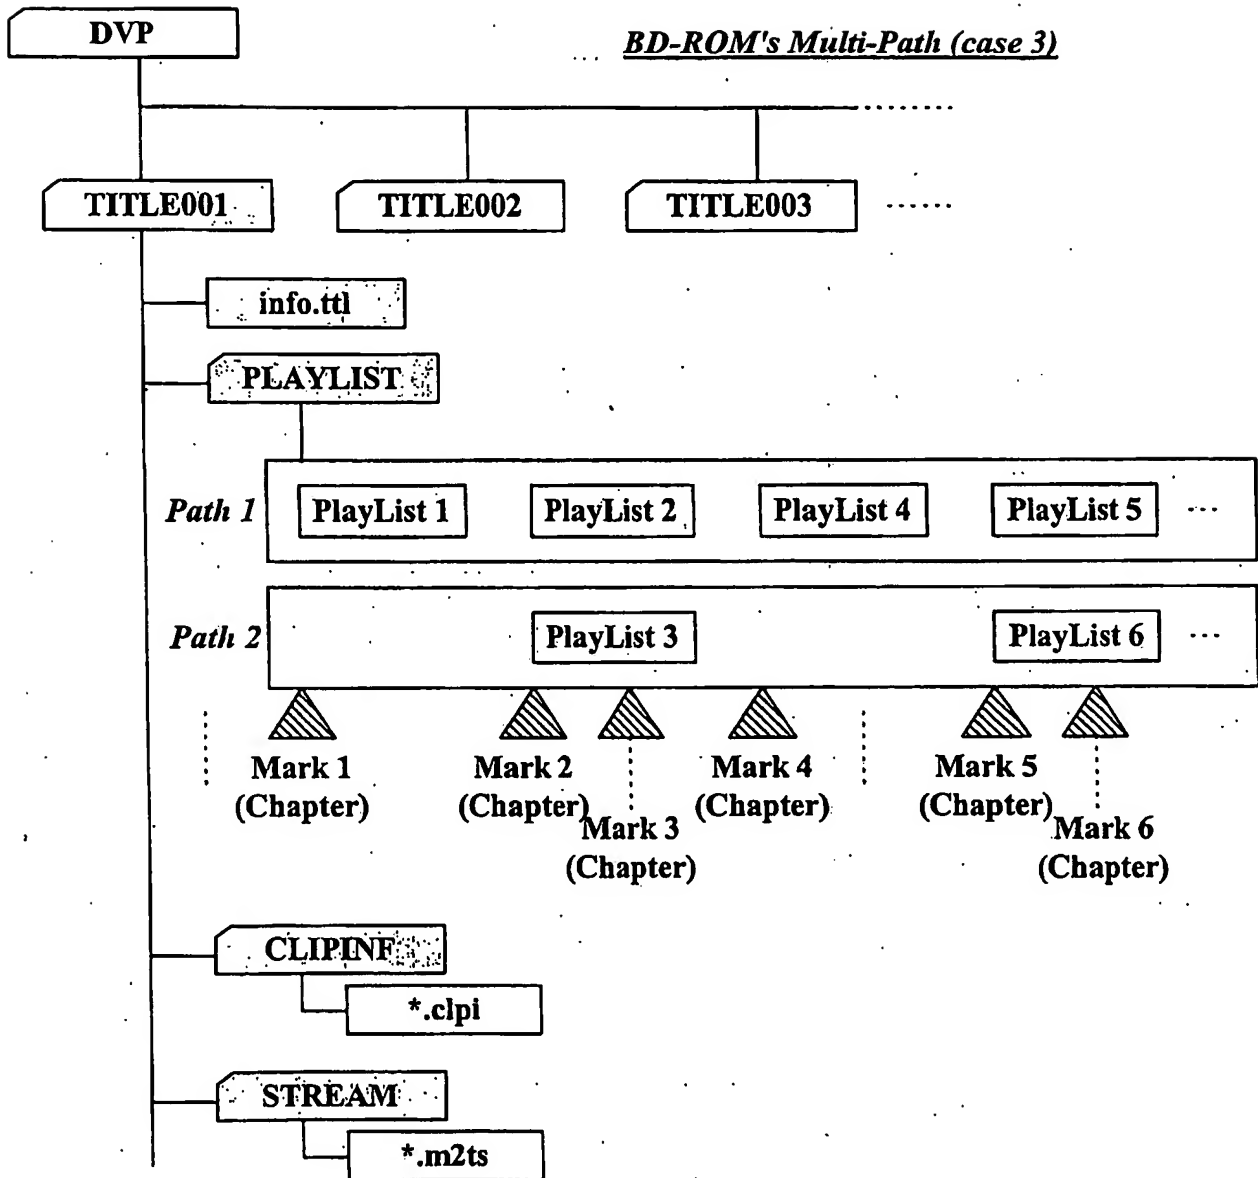 DVP
BD-ROM's Multi-Path (case 3)
TITLE001
TITLE002
TITLE003
info.ttl
PLAYLIST
Path 1
PlayList 1
PlayList 2
PlayList 4
PlayList 5
Path 2
PlayList 3
PlayList 6
Mark 1
(Chapter)
Mark 2
(Chapter)
Mark 3
(Chapter)
Mark 4
(Chapter)
Mark 5
(Chapter)
Mark 6
(Chapter)
CLIPINF
*.clpi
STREAM
*.m2ts